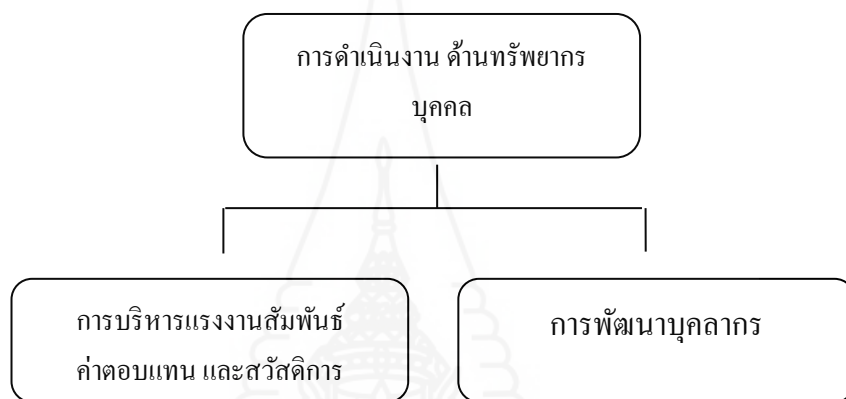 การดำเนินงาน ด้านทรัพยากร
บุคคล
การบริหารแรงงานสัมพันธ์
ค่าตอบแทน และสวัสดิการ
การพัฒนาบุคลากร